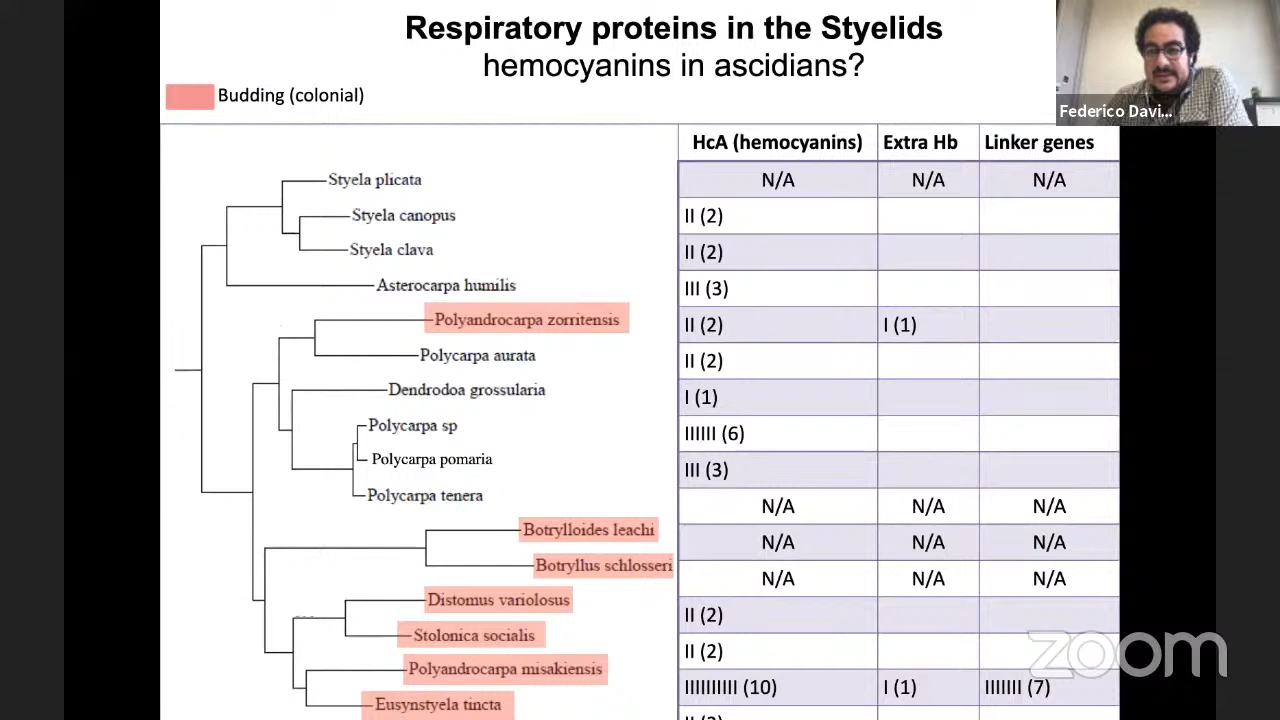 Respiratory proteins in the Styelids
hemocyanins in ascidians?
Budding (colonial)
Federico Davi...
HcA (hemocyanins) Extra Hb Linker genes
Styela plicata N/A N/A N/A
Styela canopus II (2)
Styela clava II (2)
Asterocarpa humilis III (3)
Polyandrocarpa zorritensis II (2) I (1)
Polycarpa aurata II (2)
Dendrodoa grossularia I (1)
Polycarpa sp IIIIII (6)
Polycarpa pomaria III (3)
Polycarpa tenera N/A N/A N/A
Botrylloides leachi N/A N/A N/A
Botryllus schlosseri N/A N/A N/A
Distomus variolosus II (2)
Stolonica socialis II (2)
Polyandrocarpa misakiensis IIIIIIIIII (10) I (1) IIIIIII (7)
Eusynstyela tincta
zoom